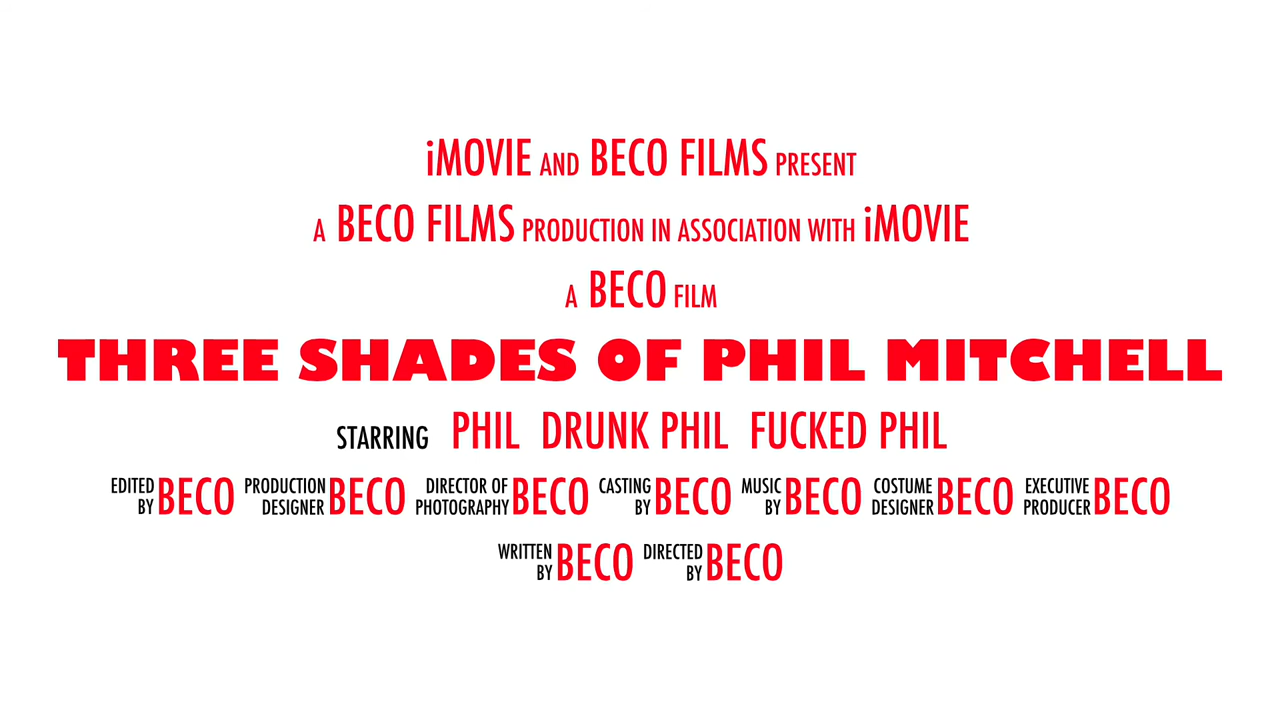 iMOVIE AND BECO FILMS PRESENT
A BECO FILMS PRODUCTION IN ASSOCIATION WITH iMOVIE
A BECO FILM
THREE SHADES OF PHIL MITCHELL
STARRING PHIL DRUNK PHIL FUCKED PHIL
EDITED BY BECO PRODUCTION DESIGNER BECO DIRECTOR OF PHOTOGRAPHY BECO CASTING BY BECO MUSIC BY BECO COSTUME DESIGNER BECO EXECUTIVE PRODUCER BECO
WRITTEN BY BECO DIRECTED BY BECO